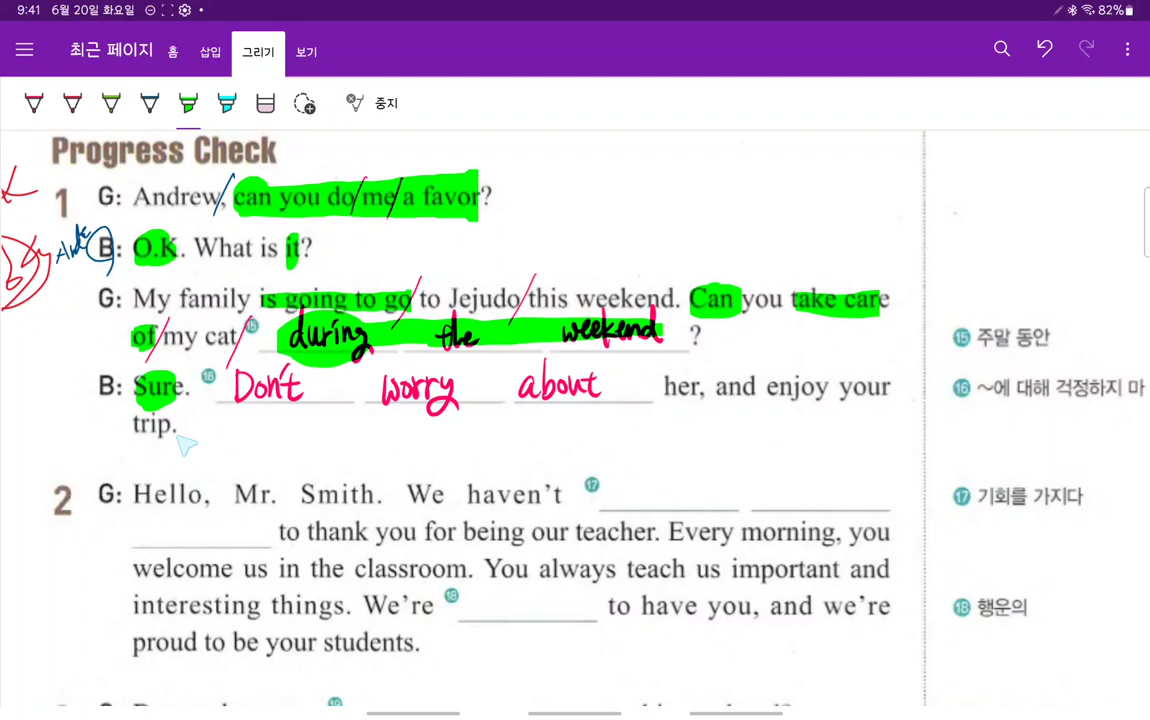 9:41 6월 20일 화요일 82%
최근 페이지 홈 삽입 그리기 보기
중지
Progress Check
1 G: Andrew, can you do me a favor?
B: O.K. What is it?
G: My family is going to go to Jejudo this weekend. Can you take care
of my cat ⑮ during the weekend ? ⑮ 주말 동안
B: Sure. ⑯ Don't worry about her, and enjoy your ⑯ ~에 대해 걱정하지 마
trip.
2 G: Hello, Mr. Smith. We haven't ⑰ ⑰ 기회를 가지다
to thank you for being our teacher. Every morning, you
welcome us in the classroom. You always teach us important and
interesting things. We're ⑱ to have you, and we're ⑱ 행운의
proud to be your students.